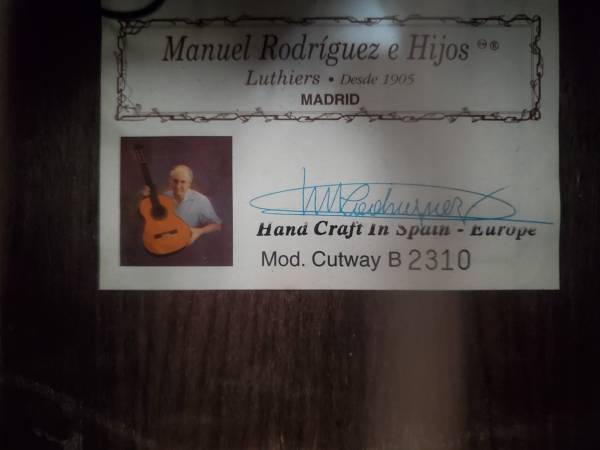 Manuel Rodríguez e Hijos ®
Luthiers • Desde 1905
MADRID
Hand Craft In Spain - Europe
Mod. Cutway B 2310